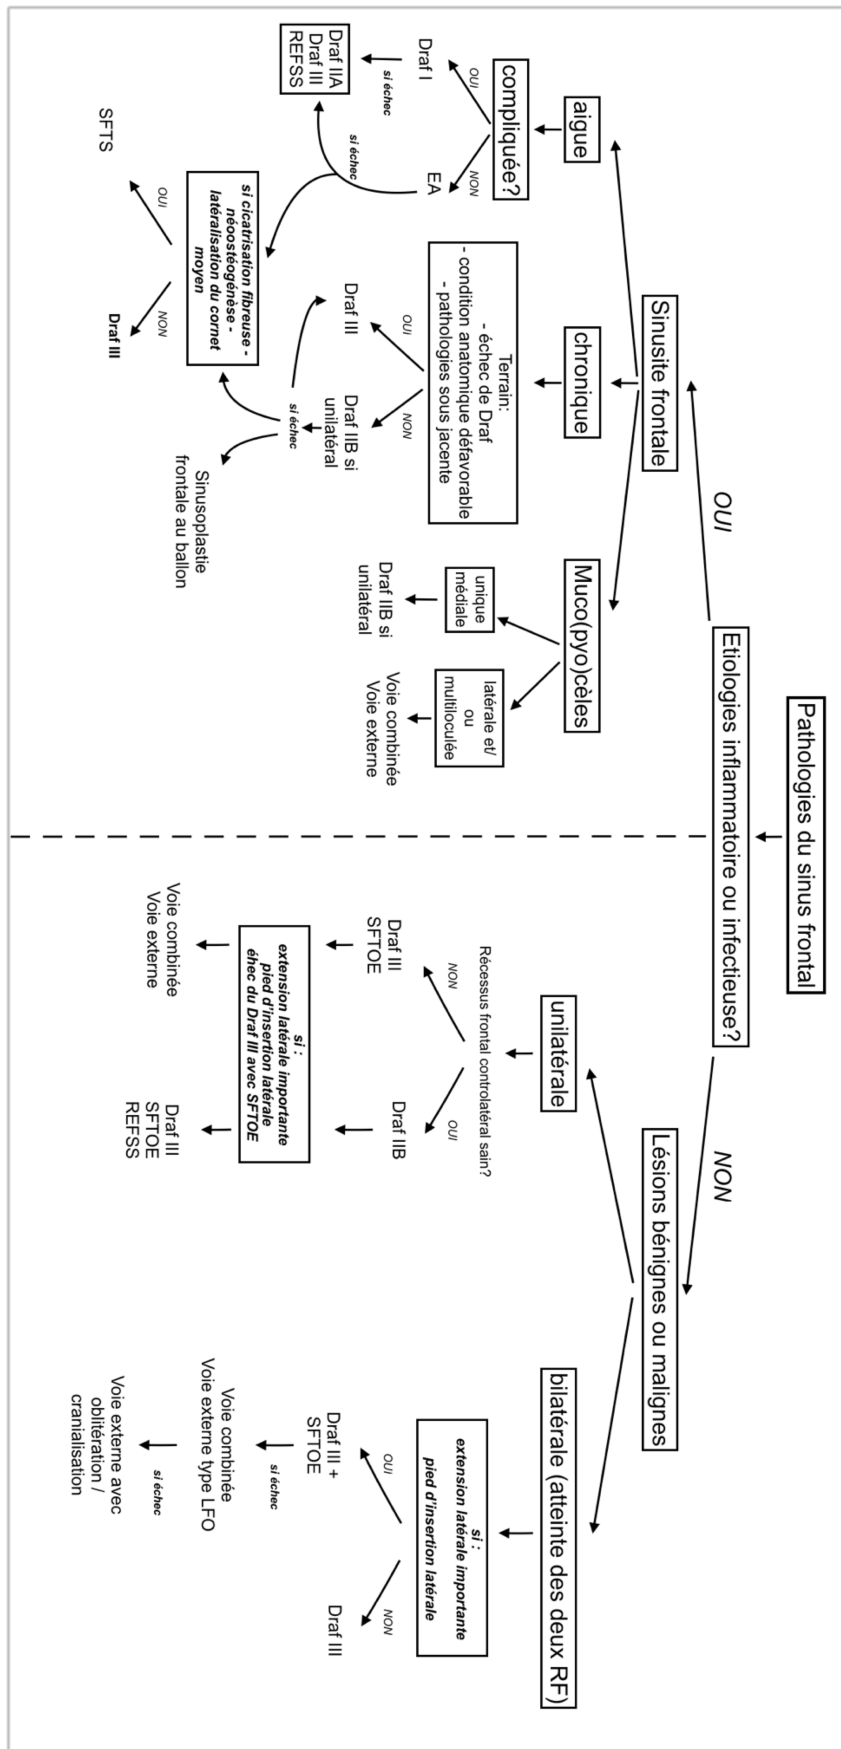 Pathologies du sinus frontal
Etiologies inflammatoire ou infectieuse?
OUI
NON
Sinusite frontale
Lésions bénignes ou malignes
aigue
chronique
Muco(pyo)cèles
unilatérale
bilatérale (atteinte des deux RF)
compliquée?
OUI
NON
Draf I
EA
si échec
si échec
Draf IIA
Draf III
REFSS
si cicatrisation fibreuse -
néoostéogénèse -
latéralisation du cornet
moyen
OUI
NON
SFTS
Draf III
Terrain:
- échec de Draf
- condition anatomique défavorable
- pathologies sous jacente
OUI
NON
Draf III
Draf IIB si
unilatéral
si échec
Sinusoplastie
frontale au ballon
unique
médiale
latérale et/
ou
multiloculée
Draf IIB si
unilatéral
Voie combinée
Voie externe
Récessus frontal controlatéral sain?
NON
OUI
Draf III
SFTOE
Draf IIB
si :
extension latérale importante
pied d'insertion latérale
éhec du Draf III avec SFTOE
Voie combinée
Voie externe
Draf III
SFTOE
REFSS
si :
extension latérale importante
pied d'insertion latérale
OUI
NON
Draf III +
SFTOE
Draf III
si échec
Voie combinée
Voie externe type LFO
si échec
Voie externe avec
oblitération /
cranialisation